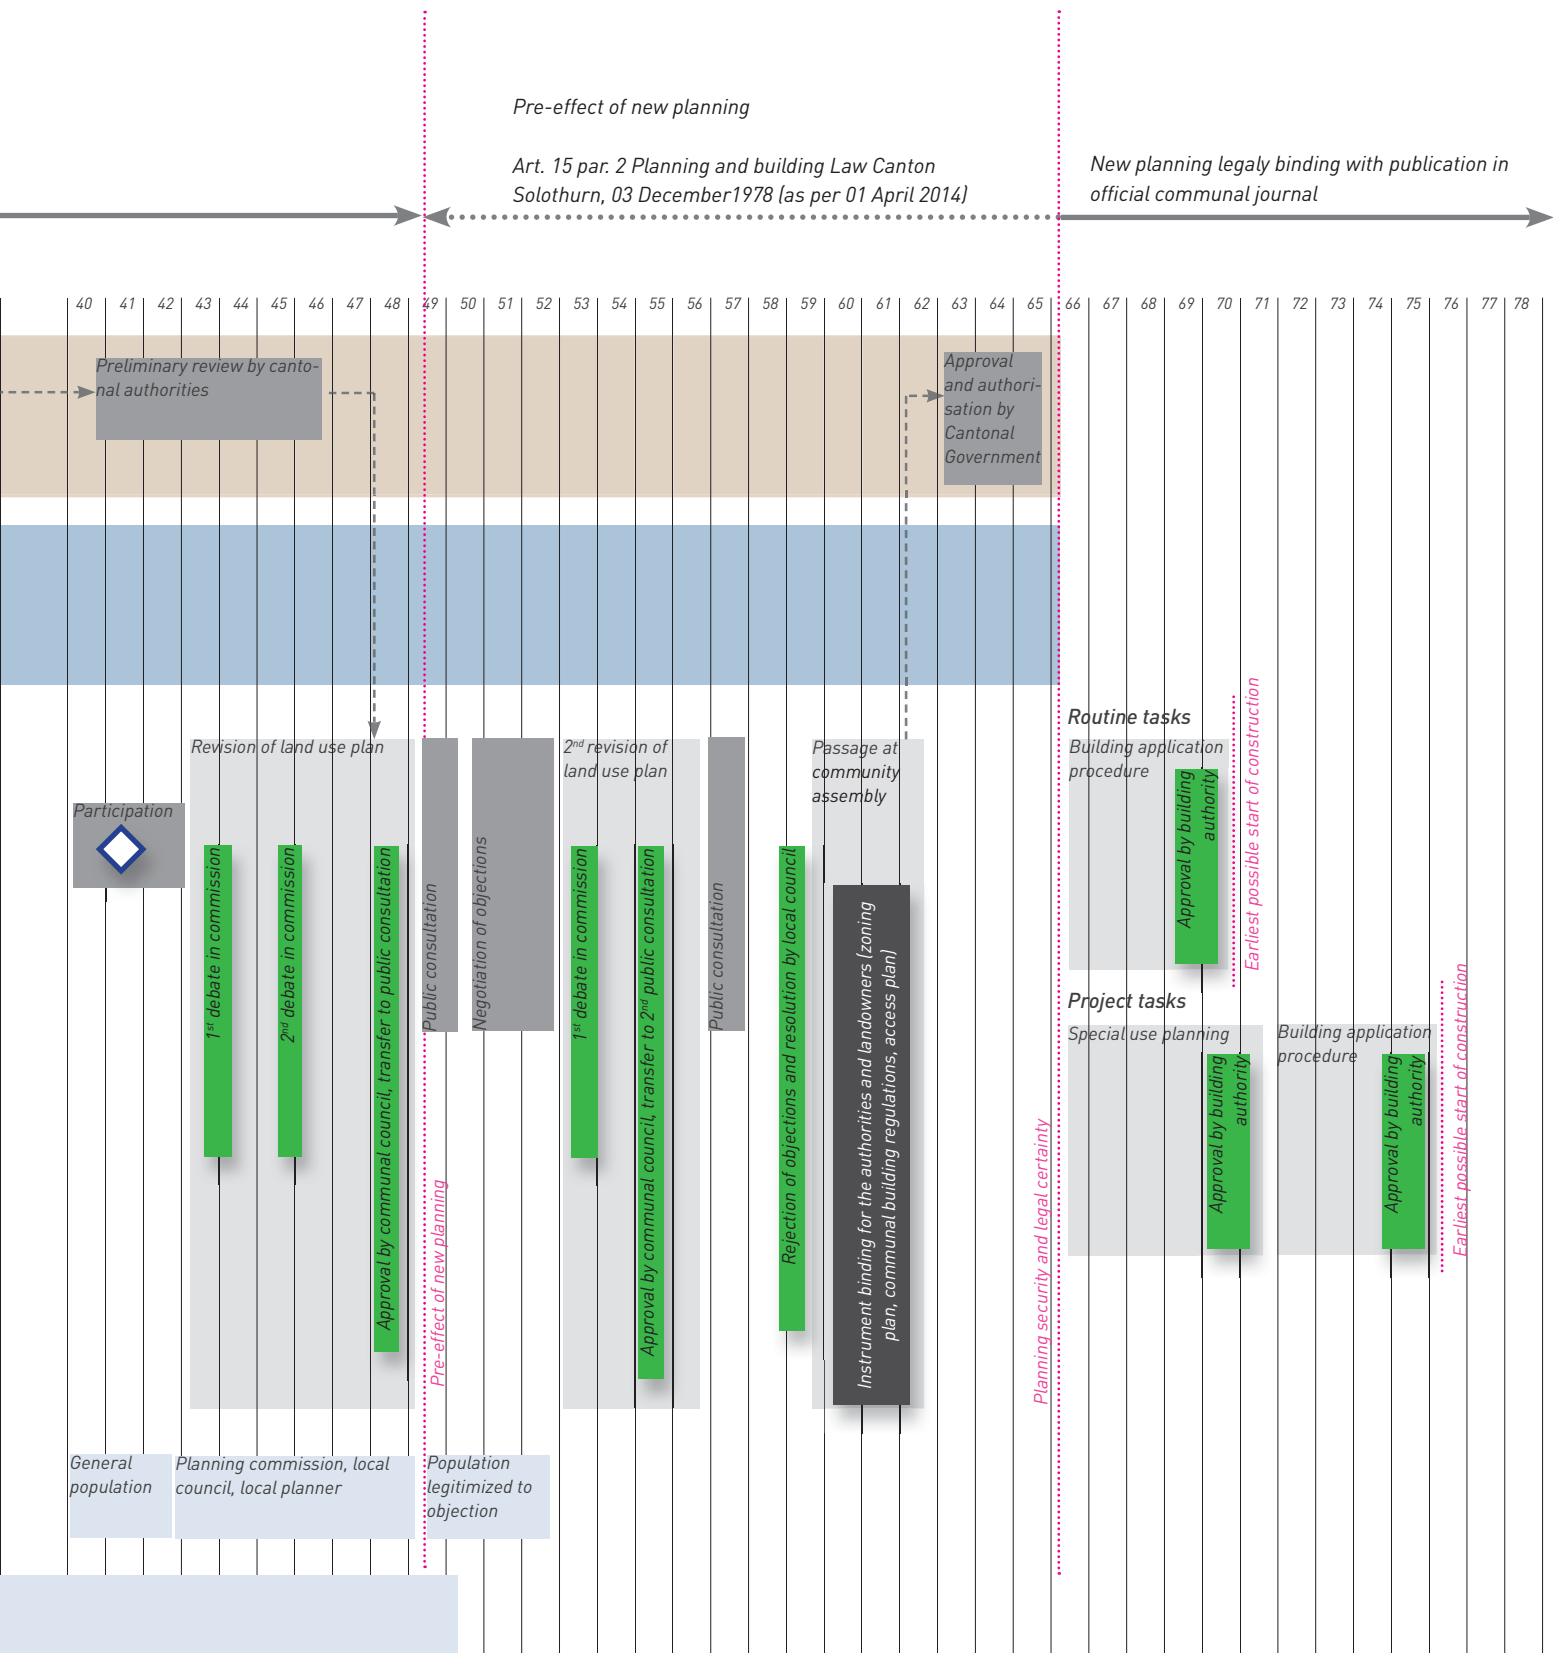 Pre-effect of new planning
Art. 15 par. 2 Planning and building Law Canton
Solothurn, 03 December1978 (as per 01 April 2014)
New planning legaly binding with publication in
official communal journal
40 41 42 43 44 45 46 47 48 49 50 51 52 53 54 55 56 57 58 59 60 61 62 63 64 65 66 67 68 69 70 71 72 73 74 75 76 77 78
Preliminary review by canto-
nal authorities
Approval
and authori-
sation by
Cantonal
Government
Participation
Revision of land use plan
1st debate in commission
2nd debate in commission
Approval by communal council, transfer to public consultation
Public consultation
Pre-effect of new planning
Negotiation of objections
2nd revision of
land use plan
1st debate in commission
Approval by communal council, transfer to 2nd public consultation
Public consultation
Rejection of objections and resolution by local council
Passage at
community
assembly
Instrument binding for the authorities and landowners (zoning
plan, communal building regulations, access plan)
Planning security and legal certainty
Routine tasks
Building application
procedure
Approval by building
authority
Earliest possible start of construction
Project tasks
Special use planning
Approval by building
authority
Building application
procedure
Approval by building
authority
Earliest possible start of construction
General
population
Planning commission, local
council, local planner
Population
legitimized to
objection